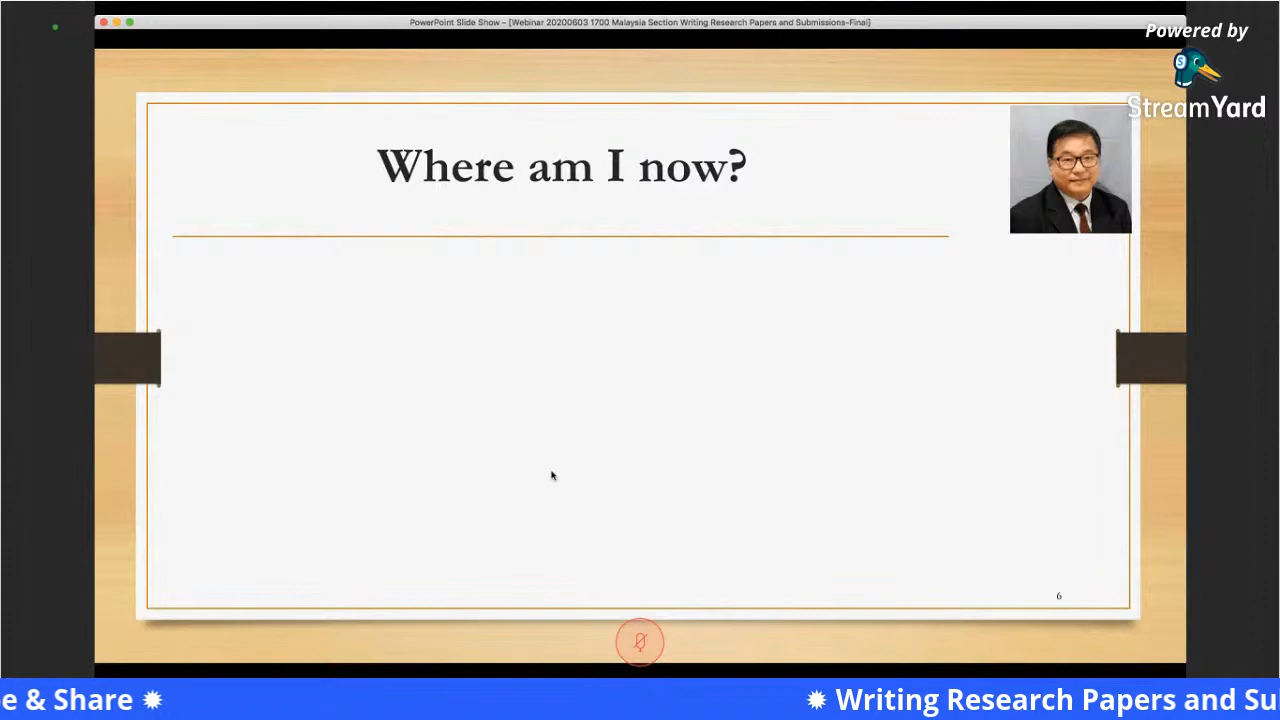 PowerPoint Slide Show – [Webinar 20200603 1700 Malaysia Section Writing Research Papers and Submissions-Final]
Powered by
S
StreamYard
Where am I now?
6
e & Share ✹
✹ Writing Research Papers and Su